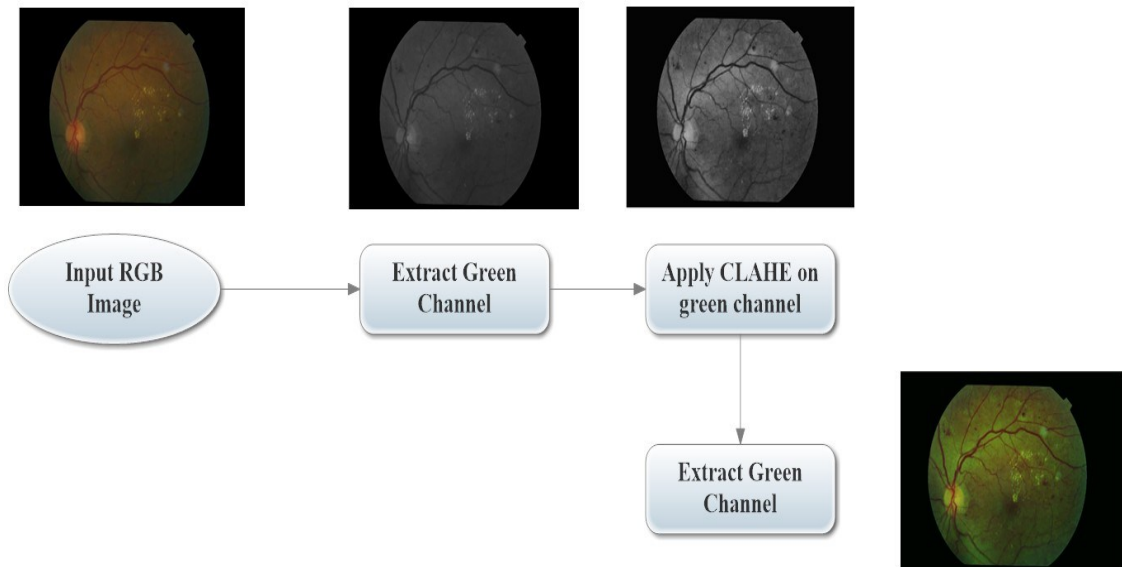 Input RGB
Image
Extract Green
Channel
Apply CLAHE on
green channel
Extract Green
Channel